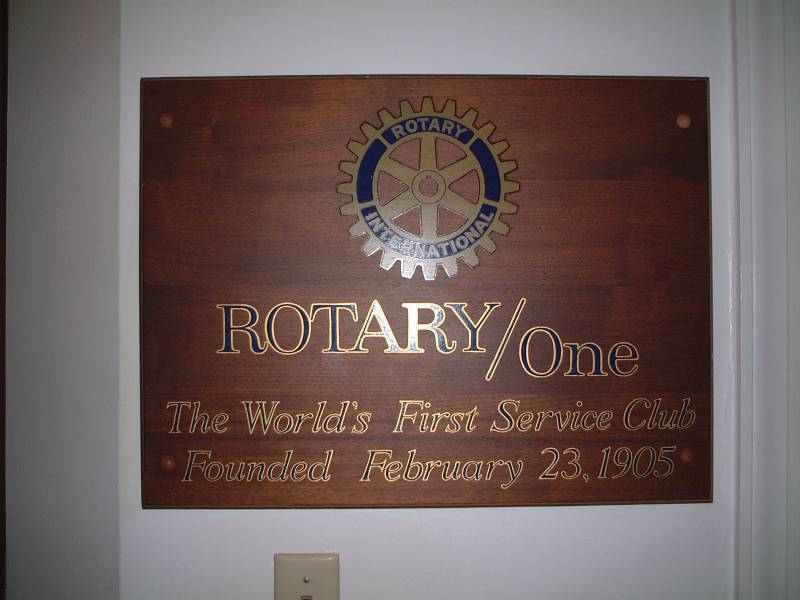 ROTARY
INTERNATIONAL
ROTARY/One
The World's First Service Club
Founded February 23, 1905